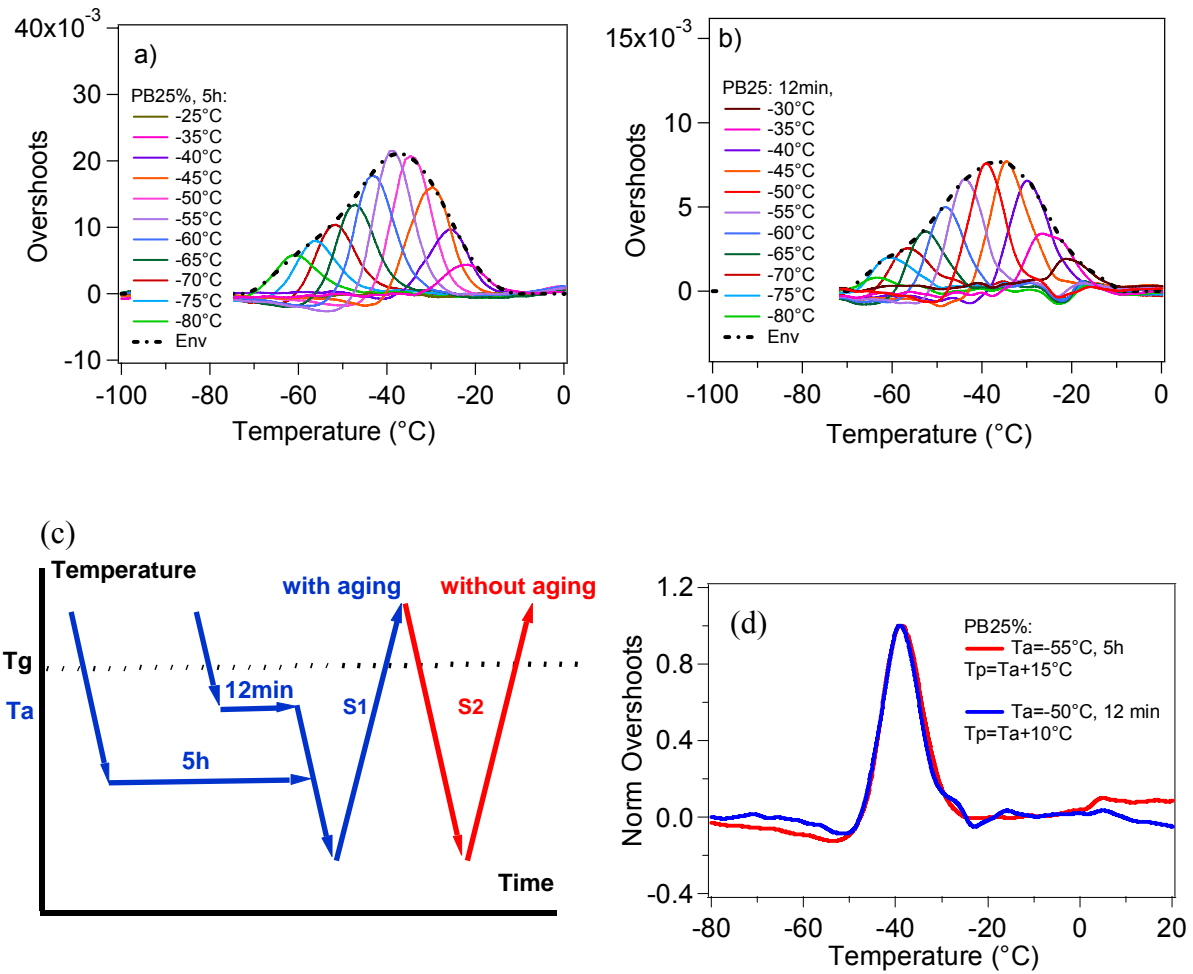 40x10⁻³
30
20
10
0
-10
-100
-80
-60
-40
-20
0
Overshoots
Temperature (°C)
a)
PB25%, 5h:
-25°C
-35°C
-40°C
-45°C
-50°C
-55°C
-60°C
-65°C
-70°C
-75°C
-80°C
Env
15x10⁻³
10
5
0
-100
-80
-60
-40
-20
0
Overshoots
Temperature (°C)
b)
PB25: 12min,
-30°C
-35°C
-40°C
-45°C
-50°C
-55°C
-60°C
-65°C
-70°C
-75°C
-80°C
Env
(c)
Temperature
with aging
without aging
Tg
Ta
12min
5h
S1
S2
Time
1.2
0.8
0.4
0.0
-0.4
-80
-60
-40
-20
0
20
Norm Overshoots
Temperature (°C)
(d)
PB25%:
Ta=-55°C, 5h
Tp=Ta+15°C
Ta=-50°C, 12 min
Tp=Ta+10°C